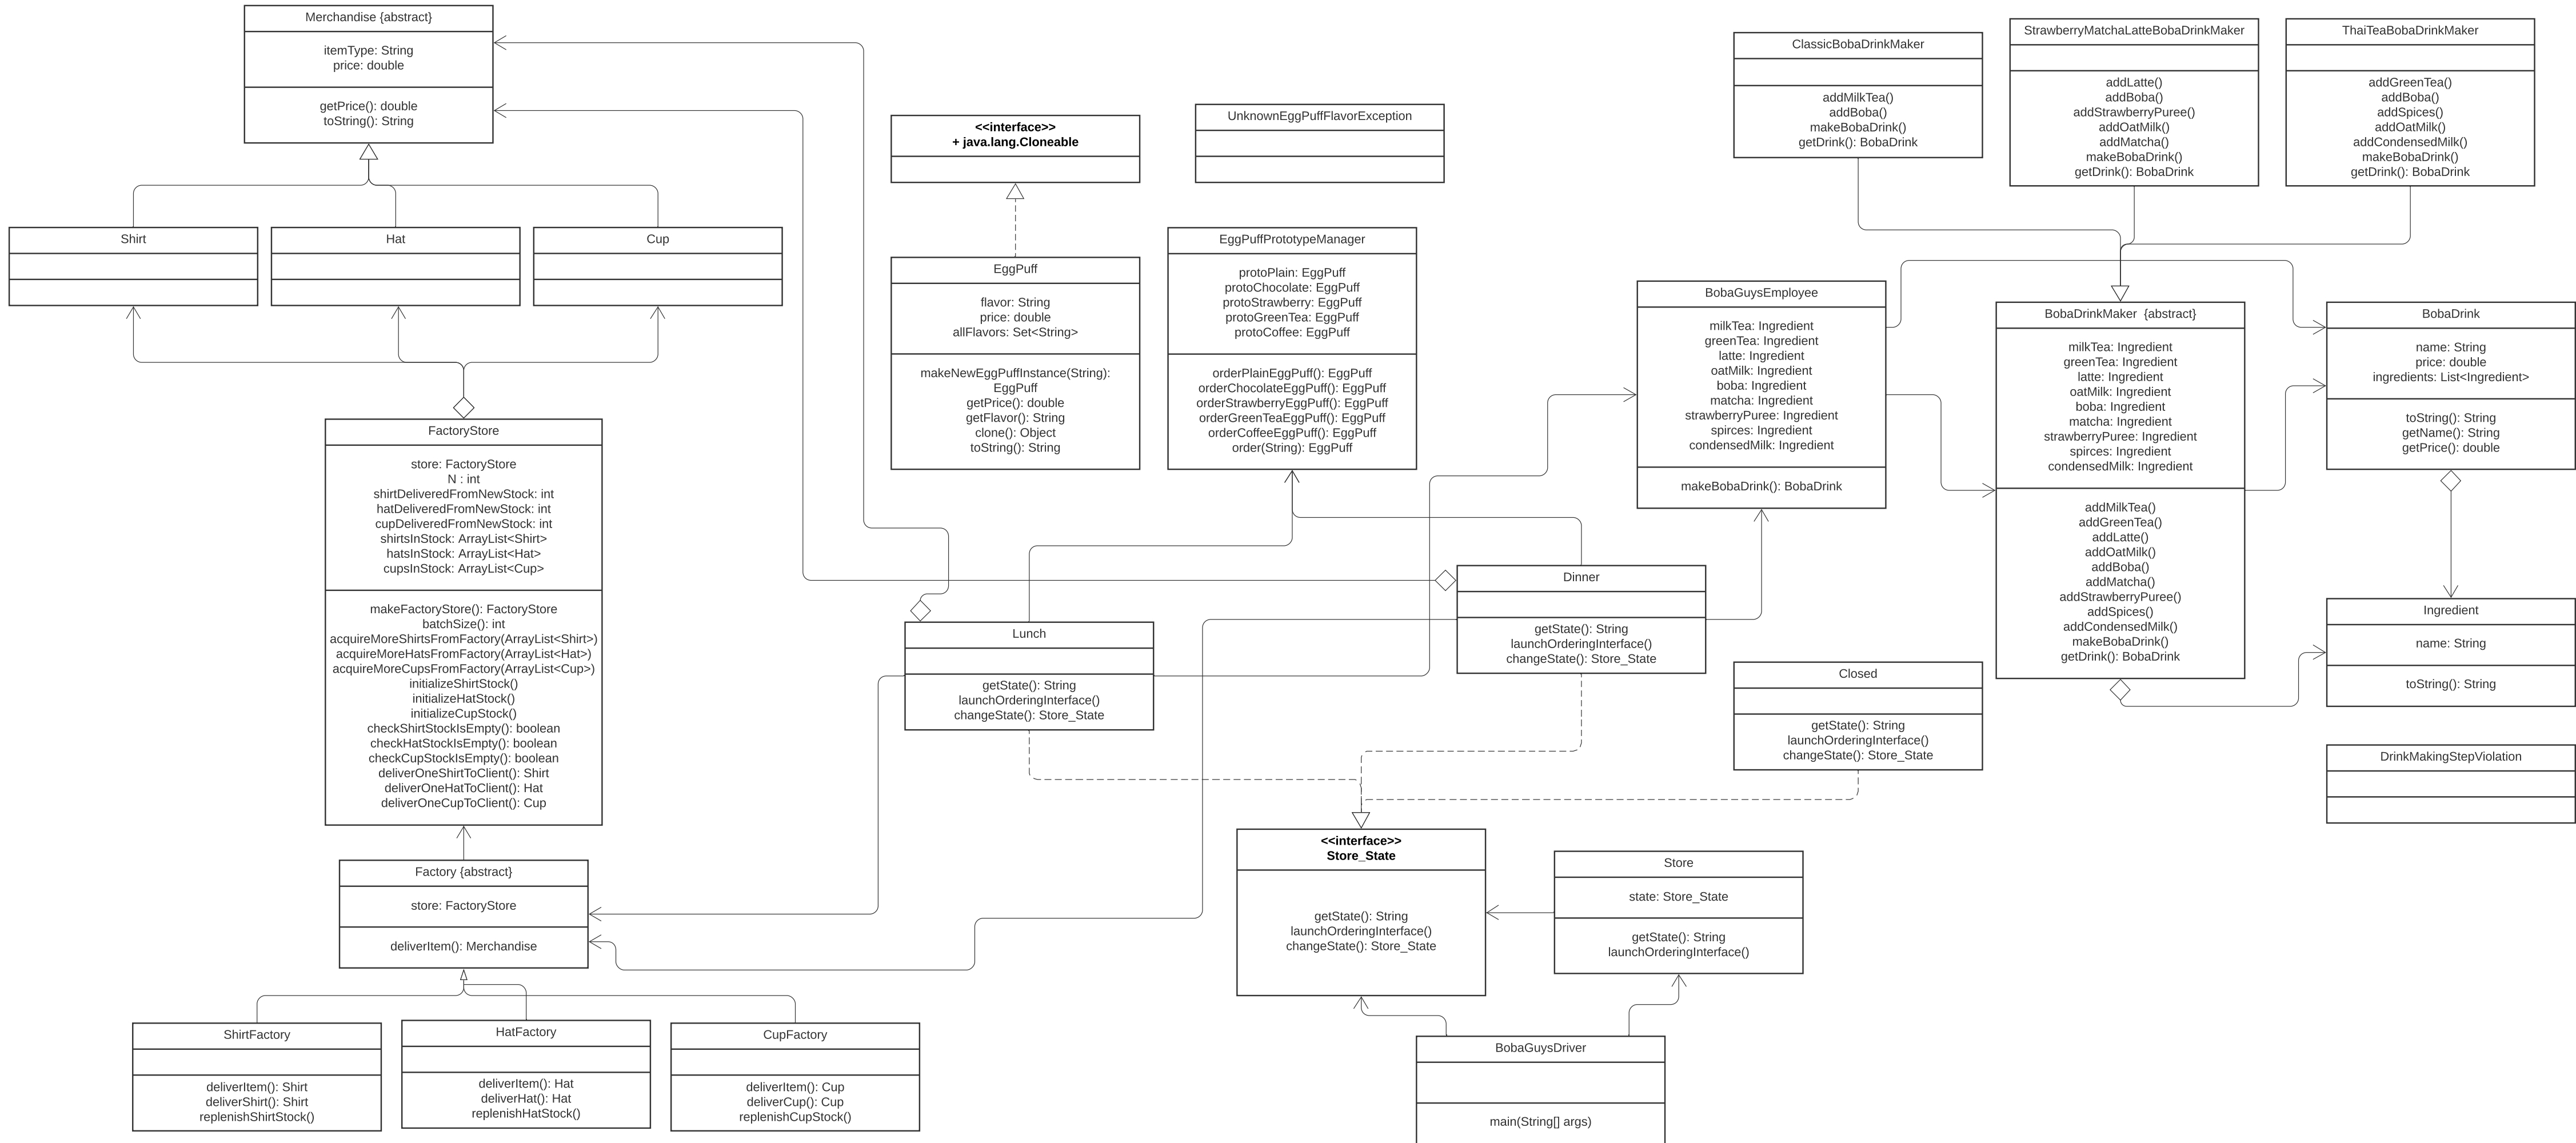 Merchandise {abstract}
itemType: String
price: double
getPrice(): double
toString(): String
Shirt
Hat
Cup
FactoryStore
store: FactoryStore
N : int
shirtDeliveredFromNewStock: int
hatDeliveredFromNewStock: int
cupDeliveredFromNewStock: int
shirtsInStock: ArrayList<Shirt>
hatsInStock: ArrayList<Hat>
cupsInStock: ArrayList<Cup>
makeFactoryStore(): FactoryStore
batchSize(): int
acquireMoreShirtsFromFactory(ArrayList<Shirt>)
acquireMoreHatsFromFactory(ArrayList<Hat>)
acquireMoreCupsFromFactory(ArrayList<Cup>)
initializeShirtStock()
initializeHatStock()
initializeCupStock()
checkShirtStockIsEmpty(): boolean
checkHatStockIsEmpty(): boolean
checkCupStockIsEmpty(): boolean
deliverOneShirtToClient(): Shirt
deliverOneHatToClient(): Hat
deliverOneCupToClient(): Cup
Factory {abstract}
store: FactoryStore
deliverItem(): Merchandise
ShirtFactory
deliverItem(): Shirt
deliverShirt(): Shirt
replenishShirtStock()
HatFactory
deliverItem(): Hat
deliverHat(): Hat
replenishHatStock()
CupFactory
deliverItem(): Cup
deliverCup(): Cup
replenishCupStock()
<<interface>>
+ java.lang.Cloneable
UnknownEggPuffFlavorException
EggPuff
flavor: String
price: double
allFlavors: Set<String>
makeNewEggPuffInstance(String):
EggPuff
getPrice(): double
getFlavor(): String
clone(): Object
toString(): String
EggPuffPrototypeManager
protoPlain: EggPuff
protoChocolate: EggPuff
protoStrawberry: EggPuff
protoGreenTea: EggPuff
protoCoffee: EggPuff
orderPlainEggPuff(): EggPuff
orderChocolateEggPuff(): EggPuff
orderStrawberryEggPuff(): EggPuff
orderGreenTeaEggPuff(): EggPuff
orderCoffeeEggPuff(): EggPuff
order(String): EggPuff
Lunch
getState(): String
launchOrderingInterface()
changeState(): Store_State
Dinner
getState(): String
launchOrderingInterface()
changeState(): Store_State
Closed
getState(): String
launchOrderingInterface()
changeState(): Store_State
<<interface>>
Store_State
getState(): String
launchOrderingInterface()
changeState(): Store_State
Store
state: Store_State
getState(): String
launchOrderingInterface()
BobaGuysDriver
main(String[] args)
ClassicBobaDrinkMaker
addMilkTea()
addBoba()
makeBobaDrink()
getDrink(): BobaDrink
StrawberryMatchaLatteBobaDrinkMaker
addLatte()
addBoba()
addStrawberryPuree()
addOatMilk()
addMatcha()
makeBobaDrink()
getDrink(): BobaDrink
ThaiTeaBobaDrinkMaker
addGreenTea()
addBoba()
addSpices()
addOatMilk()
addCondensedMilk()
makeBobaDrink()
getDrink(): BobaDrink
BobaGuysEmployee
milkTea: Ingredient
greenTea: Ingredient
latte: Ingredient
oatMilk: Ingredient
boba: Ingredient
matcha: Ingredient
strawberryPuree: Ingredient
spirces: Ingredient
condensedMilk: Ingredient
makeBobaDrink(): BobaDrink
BobaDrinkMaker {abstract}
milkTea: Ingredient
greenTea: Ingredient
latte: Ingredient
oatMilk: Ingredient
boba: Ingredient
matcha: Ingredient
strawberryPuree: Ingredient
spirces: Ingredient
condensedMilk: Ingredient
addMilkTea()
addGreenTea()
addLatte()
addOatMilk()
addBoba()
addMatcha()
addStrawberryPuree()
addSpices()
addCondensedMilk()
makeBobaDrink()
getDrink(): BobaDrink
BobaDrink
name: String
price: double
ingredients: List<Ingredient>
toString(): String
getName(): String
getPrice(): double
Ingredient
name: String
toString(): String
DrinkMakingStepViolation